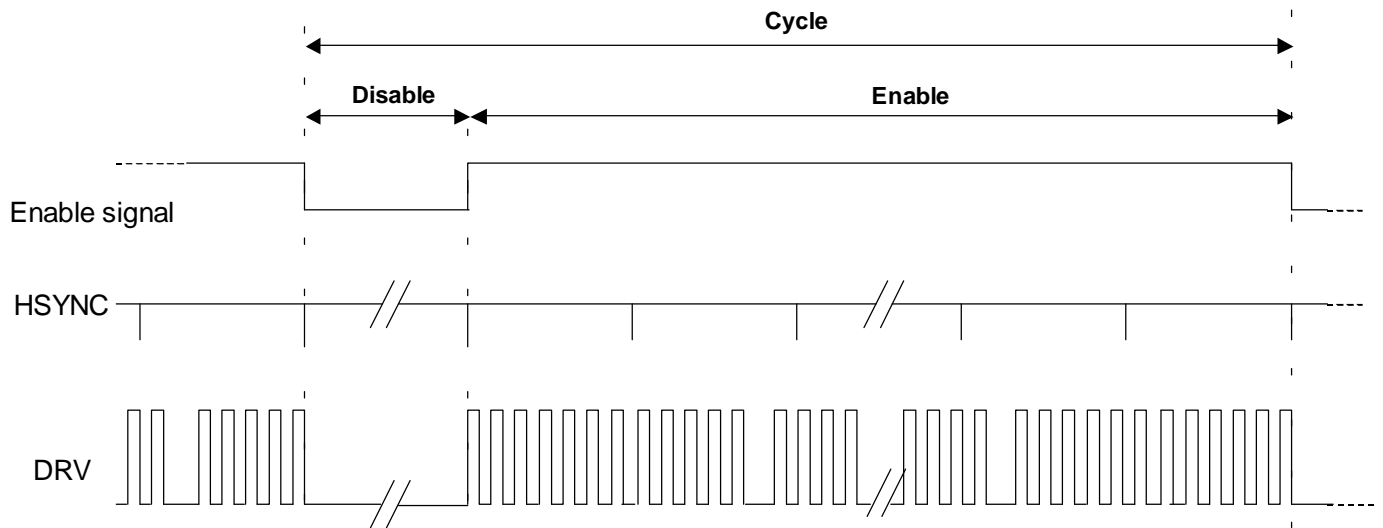 Cycle
Disable
Enable
Enable signal
HSYNC
DRV